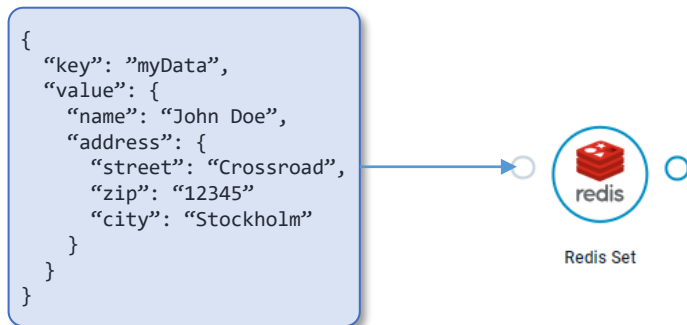 {
“key”: ”myData”,
“value”: {
“name”: “John Doe”,
“address”: {
“street”: “Crossroad”,
“zip”: “12345”
“city”: “Stockholm”
}
}
}
redis
Redis Set